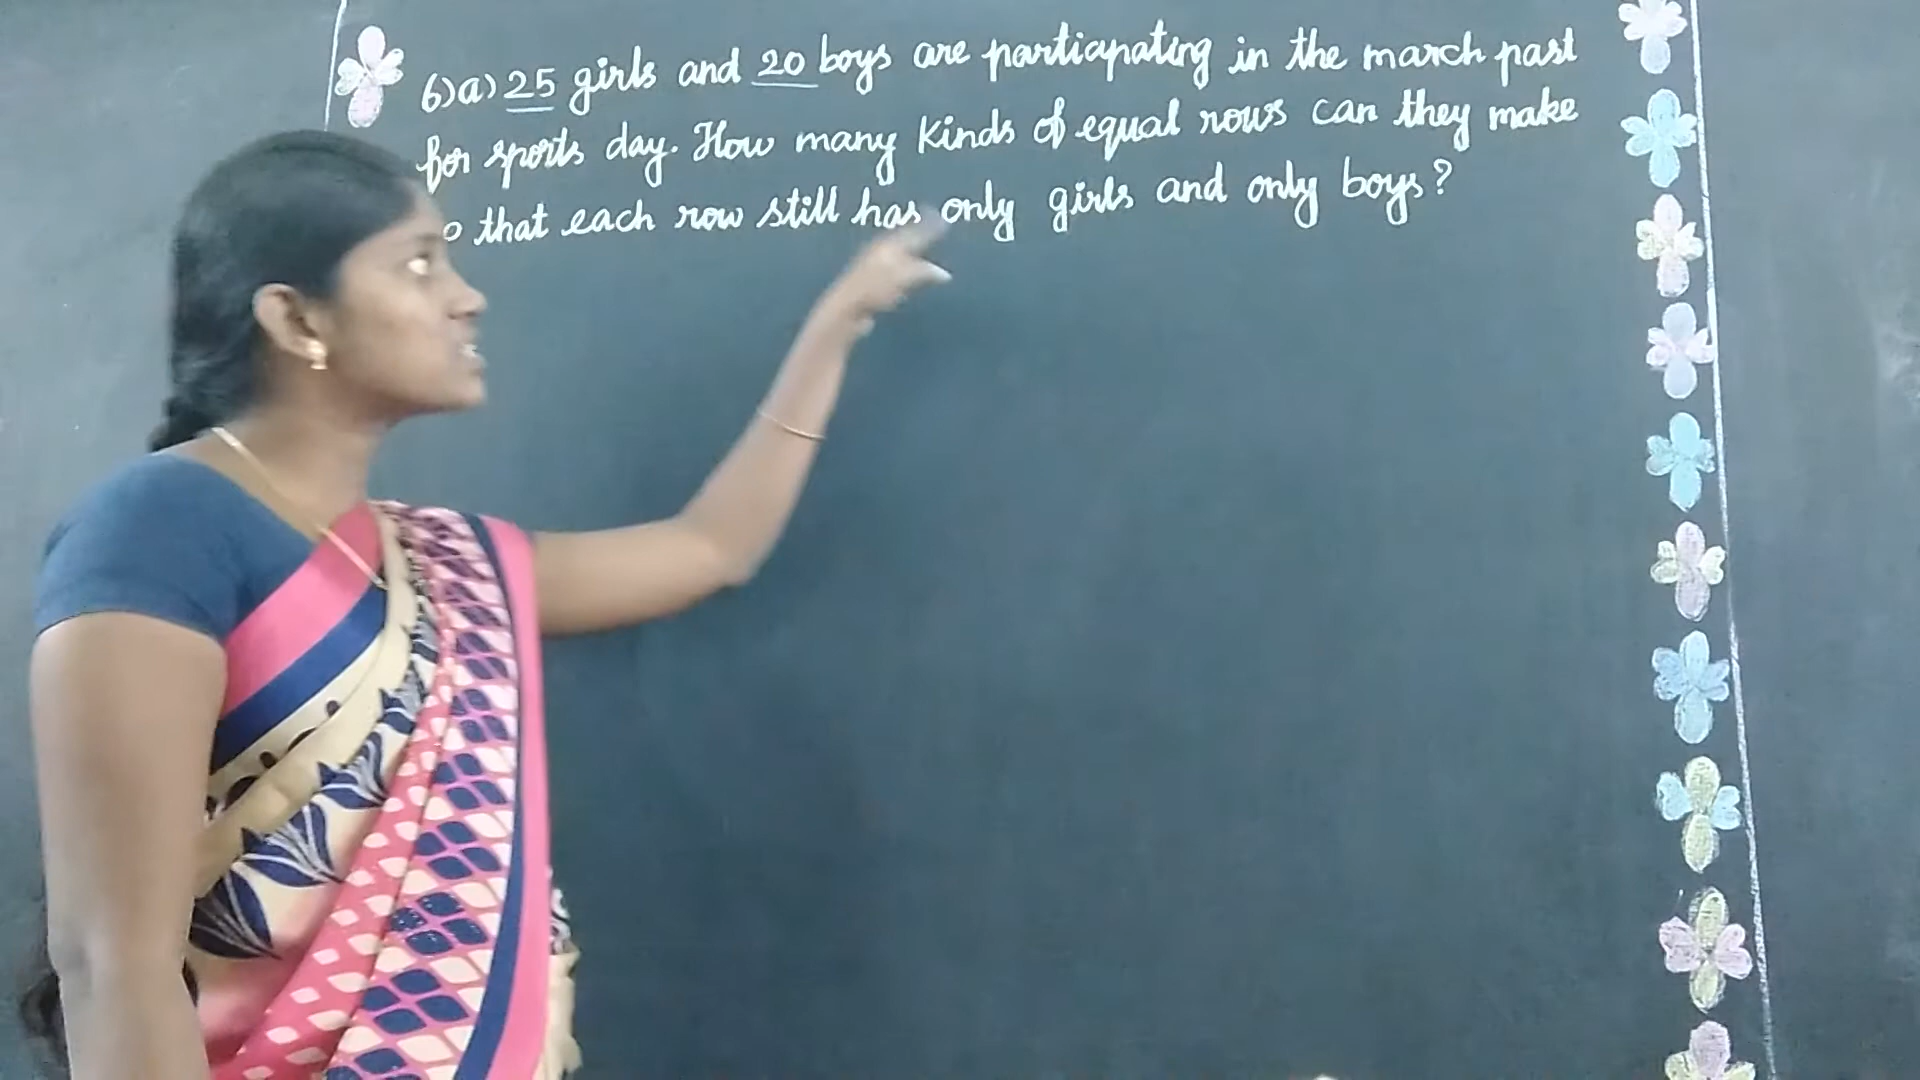 6)a) 25 girls and 20 boys are participating in the march past
for sports day. How many kinds of equal rows can they make
o that each row still has only girls and only boys?